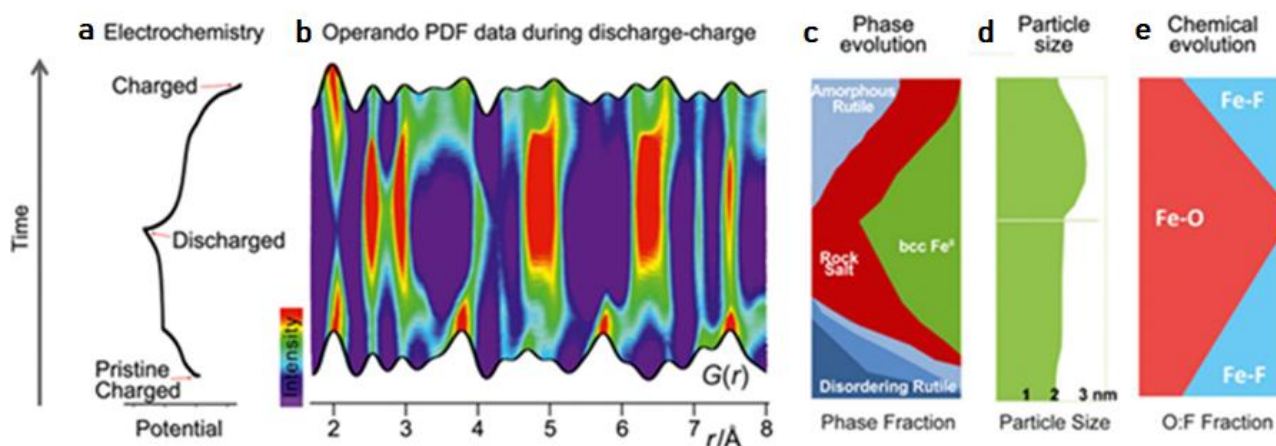 a Electrochemistry
b Operando PDF data during discharge-charge
c Phase
evolution
d Particle
size
e Chemical
evolution
Time
Charged
Discharged
Pristine
Charged
Potential
Intensity
G(r)
2 3 4 5 6 7 8
r/Å
Amorphous
Rutile
Rock
Salt
bcc Fe⁰
Disordering Rutile
Phase Fraction
1 2 3 nm
Particle Size
Fe-F
Fe-O
Fe-F
O:F Fraction